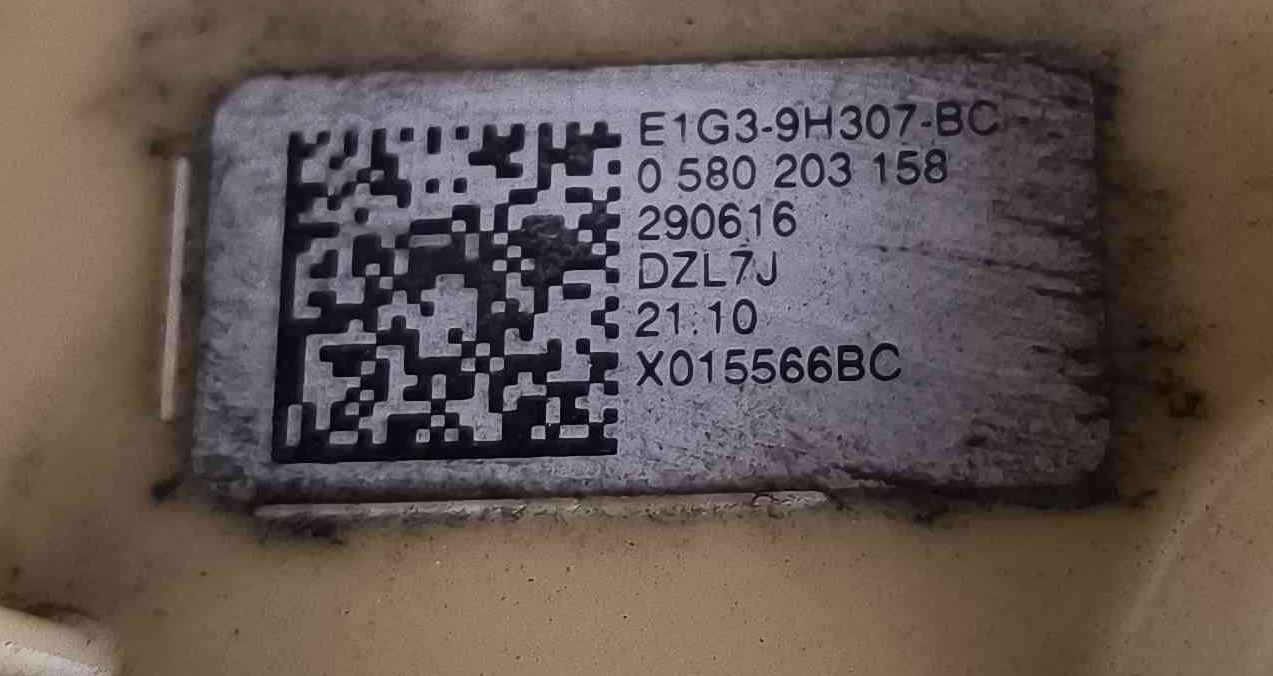 E1G3-9H307-BC
0 580 203 158
290616
DZL7J
21.10
X015566BC